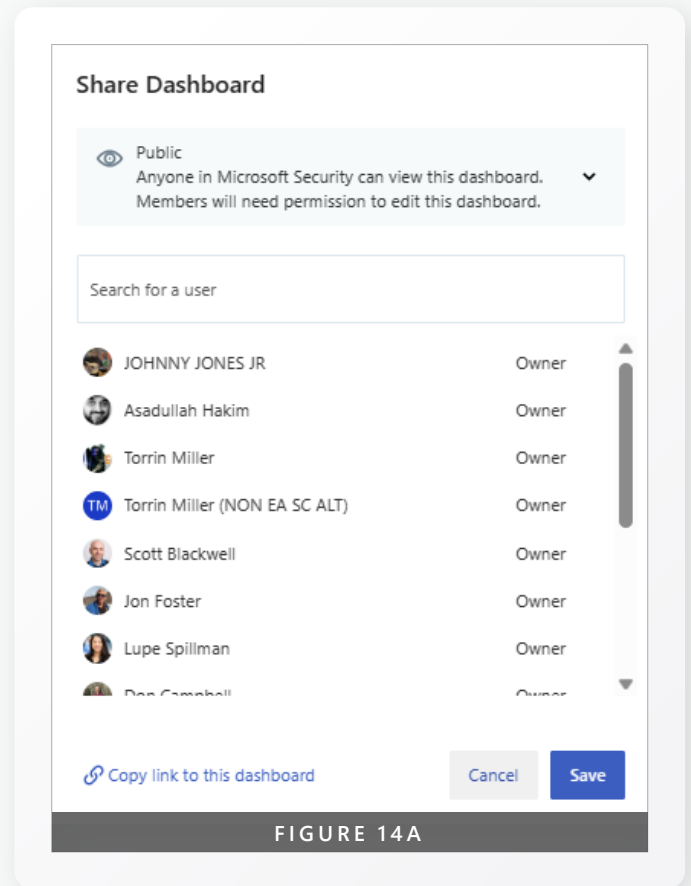 Share Dashboard
Public
Anyone in Microsoft Security can view this dashboard.
Members will need permission to edit this dashboard.
Search for a user
JOHNNY JONES JR Owner
Asadullah Hakim Owner
Torrin Miller Owner
TM Torrin Miller (NON EA SC ALT) Owner
Scott Blackwell Owner
Jon Foster Owner
Lupe Spillman Owner
Don Campbell Owner
Copy link to this dashboard Cancel Save
FIGURE 14A